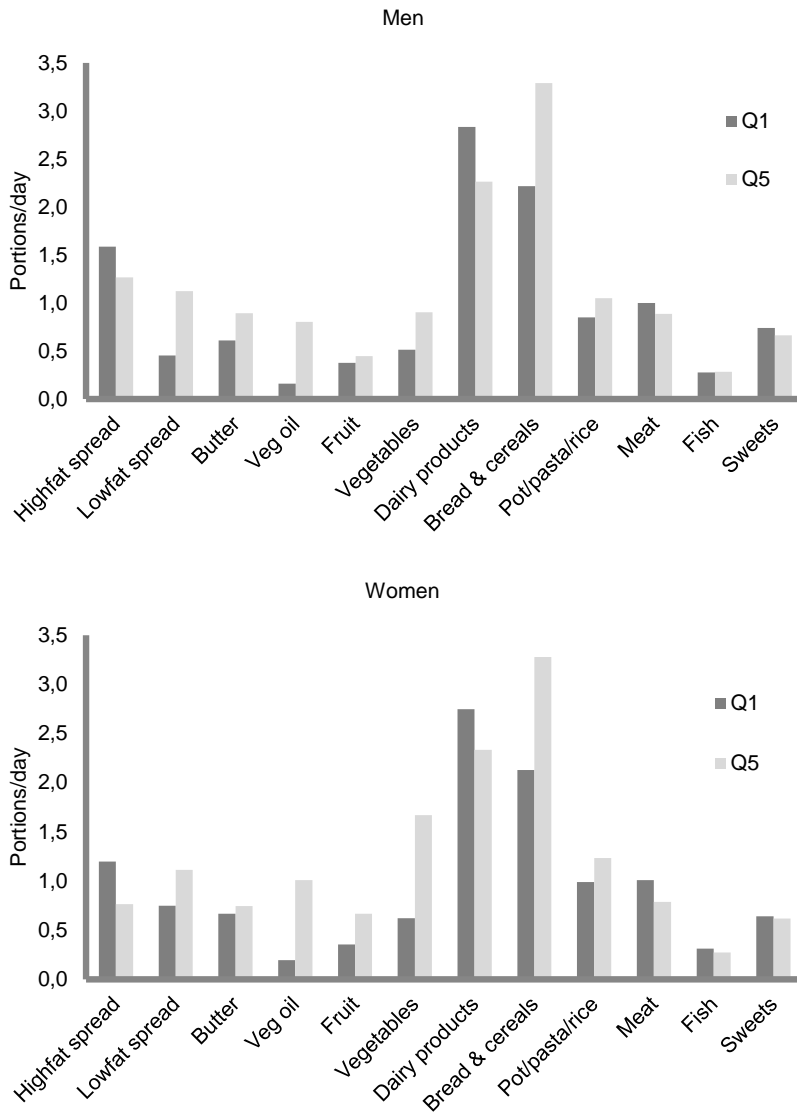 Men
3,5
3,0
2,5
2,0
1,5
1,0
0,5
0,0
Portions/day
Q1
Q5
Highfat spread
Lowfat spread
Butter
Veg oil
Fruit
Vegetables
Dairy products
Bread & cereals
Pot/pasta/rice
Meat
Fish
Sweets
Women
3,5
3,0
2,5
2,0
1,5
1,0
0,5
0,0
Portions/day
Q1
Q5
Highfat spread
Lowfat spread
Butter
Veg oil
Fruit
Vegetables
Dairy products
Bread & cereals
Pot/pasta/rice
Meat
Fish
Sweets